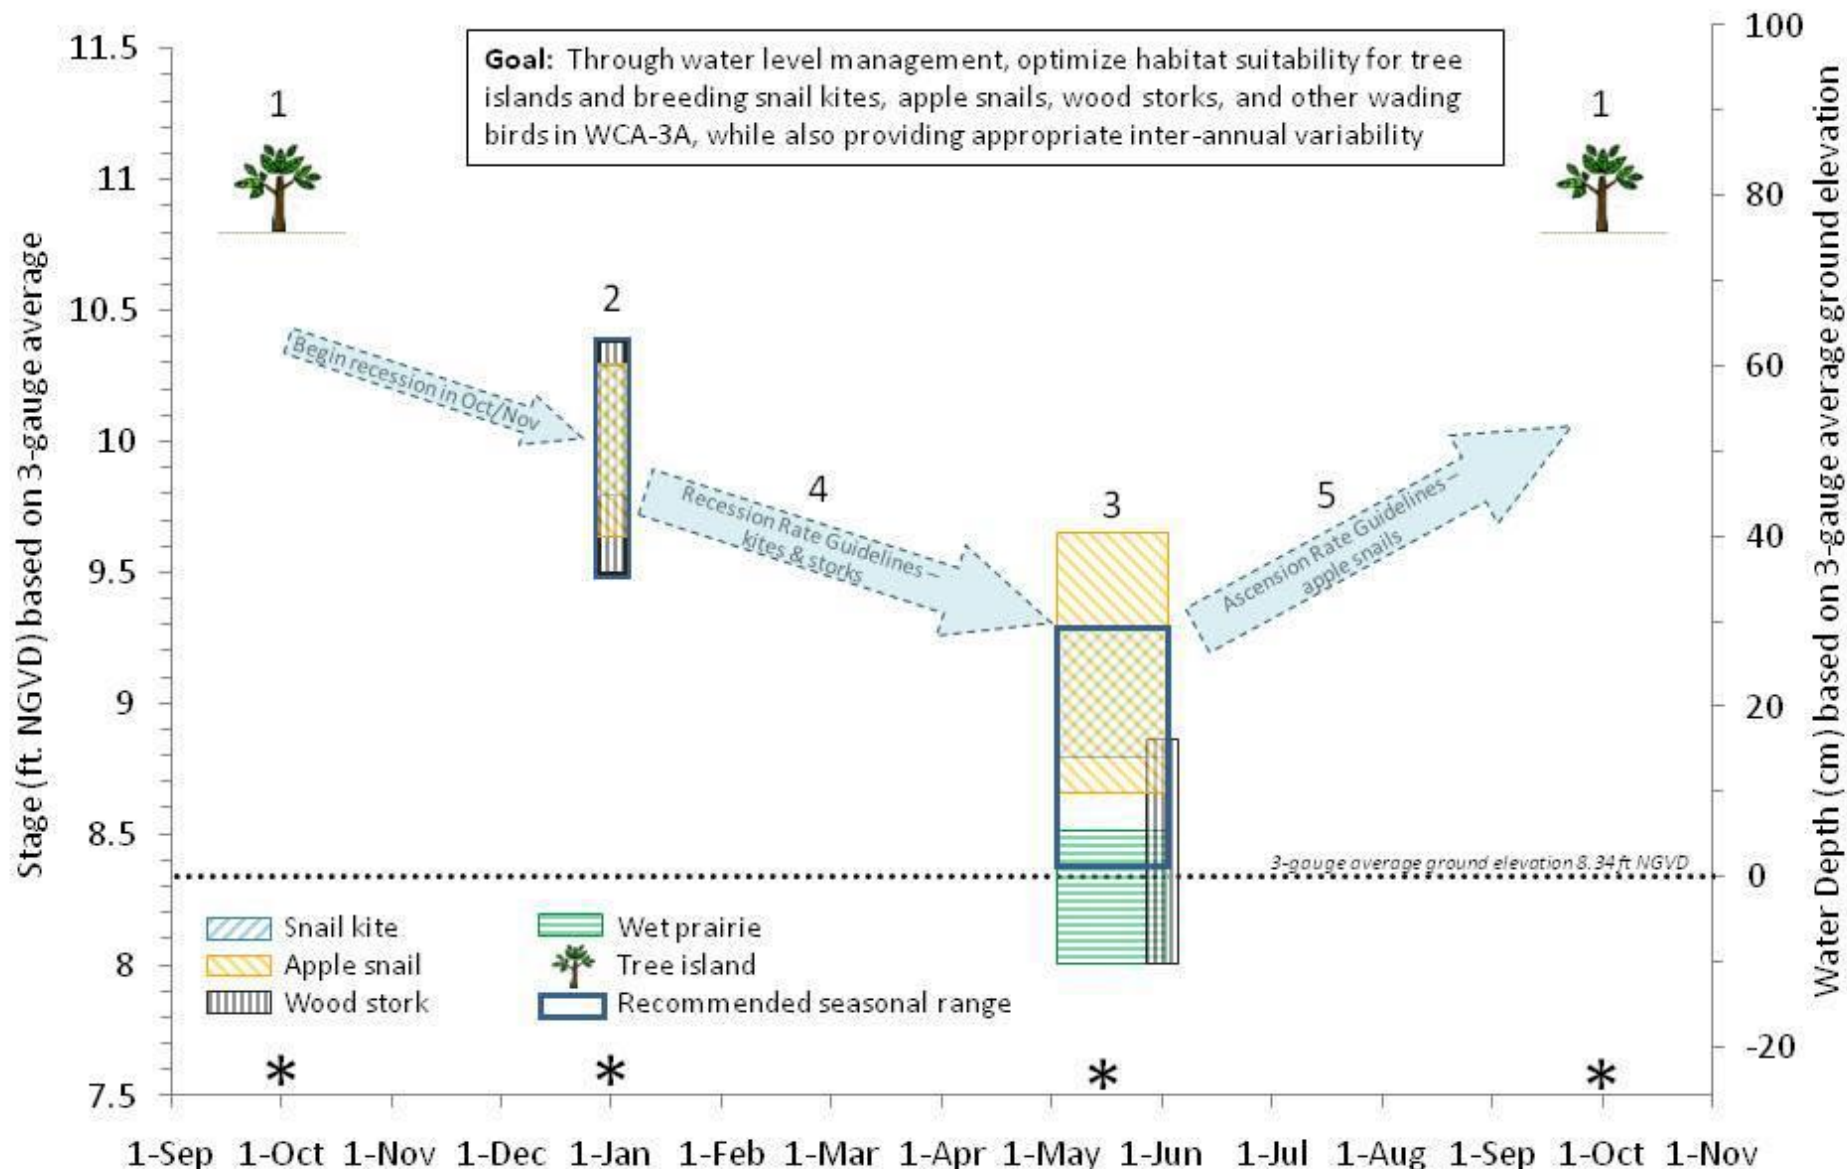 Goal: Through water level management, optimize habitat suitability for tree
islands and breeding snail kites, apple snails, wood storks, and other wading
birds in WCA-3A, while also providing appropriate inter-annual variability
Stage (ft. NGVD) based on 3-gauge average
11.5
11
10.5
10
9.5
9
8.5
8
7.5
1
2
4
3
5
1
Begin recession in Oct/Nov
Recession Rate Guidelines –
kites & storks
Ascension Rate Guidelines –
apple snails
3-gauge average ground elevation 8.34 ft NGVD
Snail kite
Apple snail
Wood stork
Wet prairie
Tree island
Recommended seasonal range
* * * *
1-Sep 1-Oct 1-Nov 1-Dec 1-Jan 1-Feb 1-Mar 1-Apr 1-May 1-Jun 1-Jul 1-Aug 1-Sep 1-Oct 1-Nov
100
80
60
40
20
0
-20
Water Depth (cm) based on 3-gauge average ground elevation